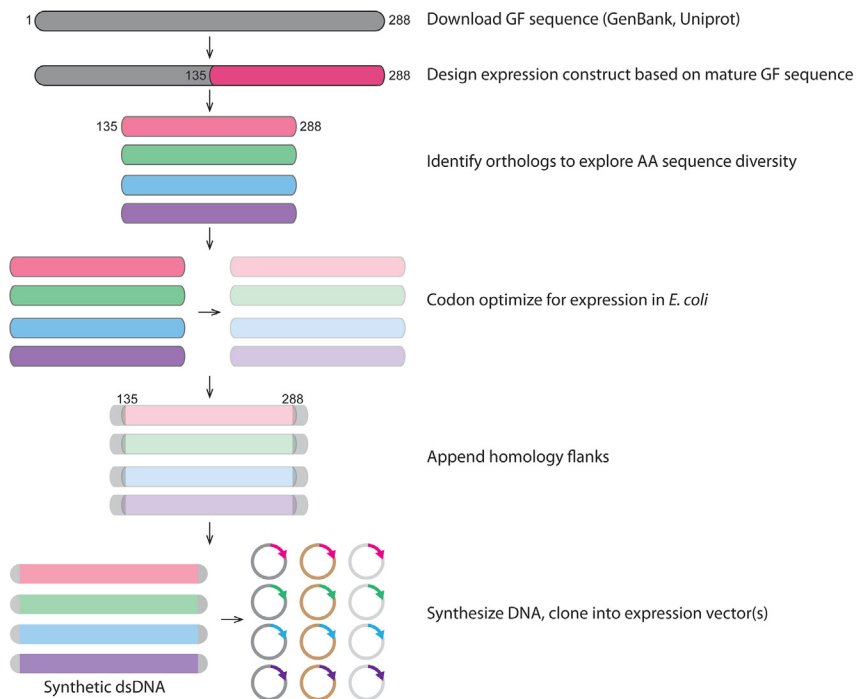 1 288 Download GF sequence (GenBank, Uniprot)
135 288 Design expression construct based on mature GF sequence
135 288
Identify orthologs to explore AA sequence diversity
Codon optimize for expression in E. coli
135 288
Append homology flanks
Synthesize DNA, clone into expression vector(s)
Synthetic dsDNA